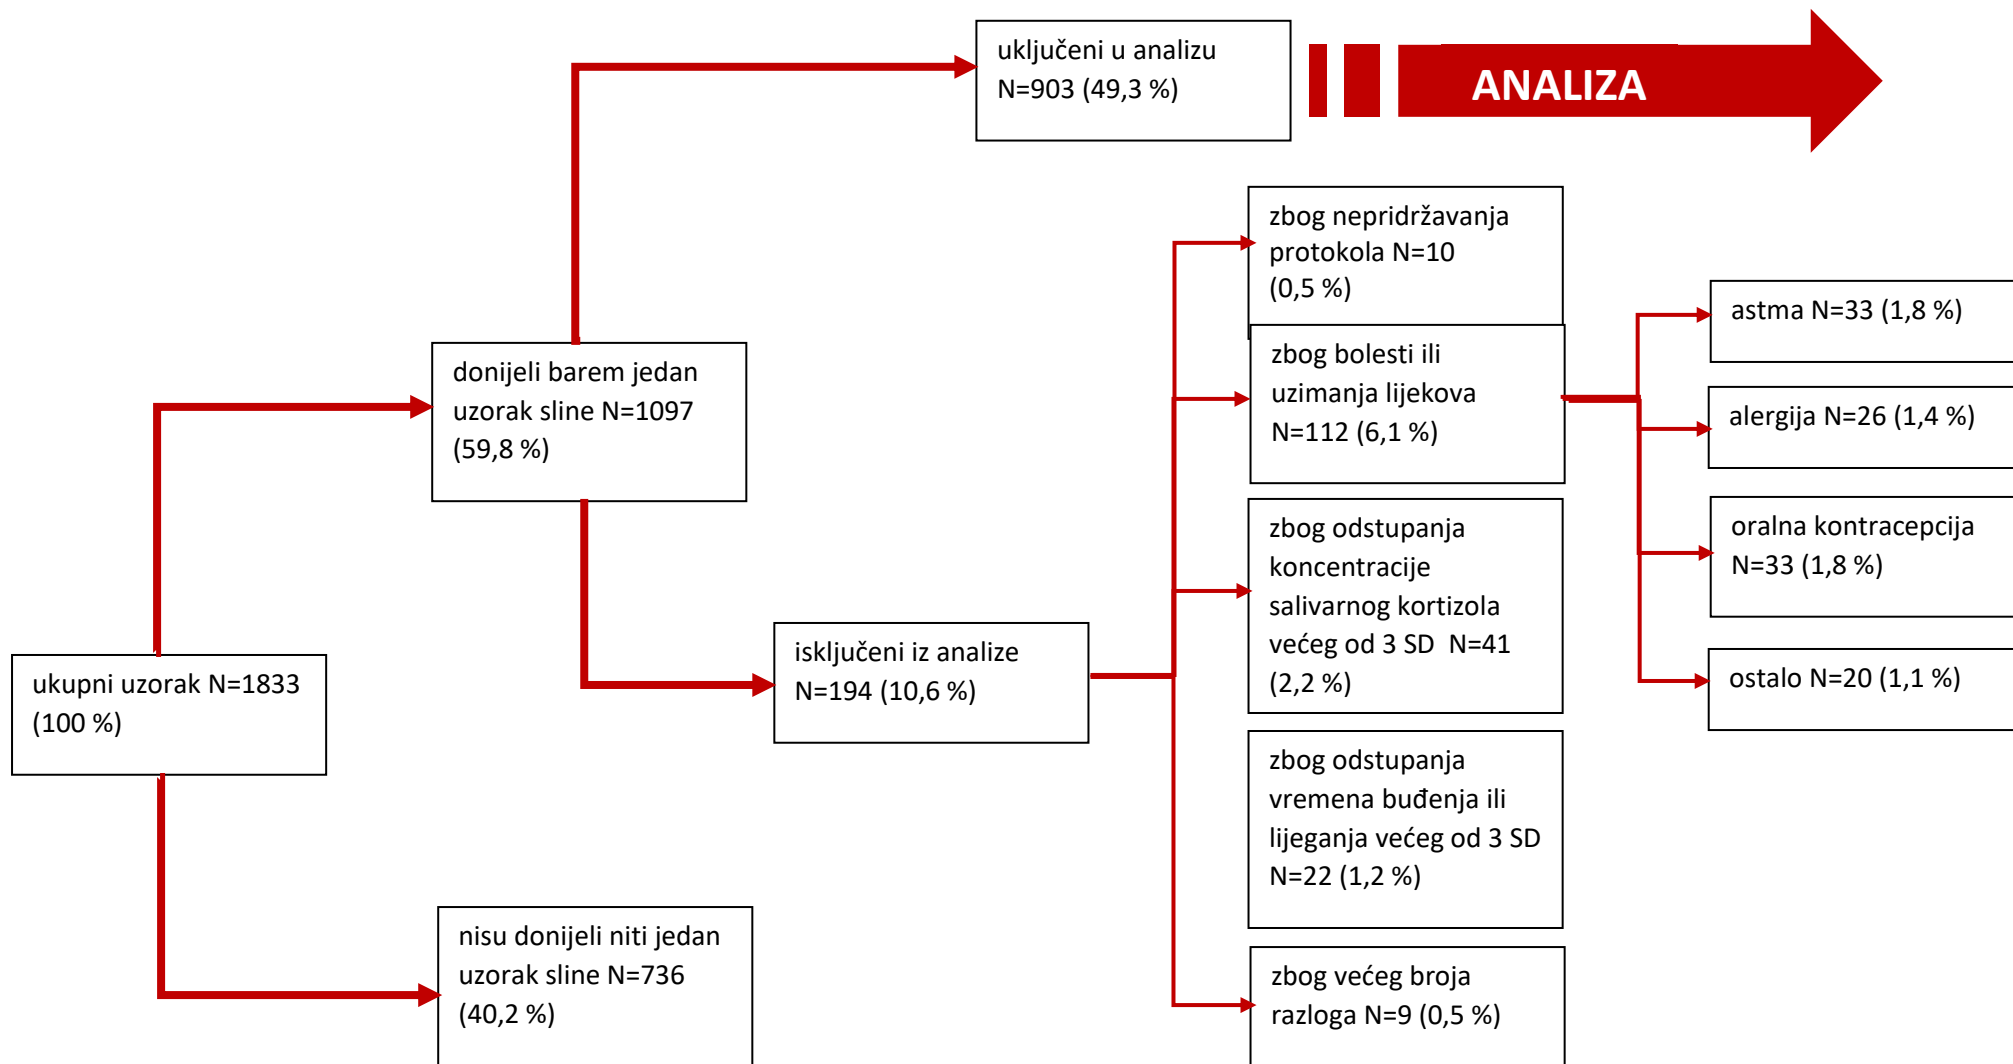 uključeni u analizu
N=903 (49,3 %)
ANALIZA
zbog nepridržavanja
protokola N=10
(0,5 %)
astma N=33 (1,8 %)
donijeli barem jedan
uzorak sline N=1097
(59,8 %)
zbog bolesti ili
uzimanja lijekova
N=112 (6,1 %)
alergija N=26 (1,4 %)
zbog odstupanja
koncentracije
salivarnog kortizola
većeg od 3 SD  N=41
(2,2 %)
oralna kontracepcija
N=33 (1,8 %)
isključeni iz analize
N=194 (10,6 %)
ukupni uzorak N=1833
(100 %)
ostalo N=20 (1,1 %)
zbog odstupanja
vremena buđenja ili
lijeganja većeg od 3 SD
N=22 (1,2 %)
nisu donijeli niti jedan
uzorak sline N=736
(40,2 %)
zbog većeg broja
razloga N=9 (0,5 %)